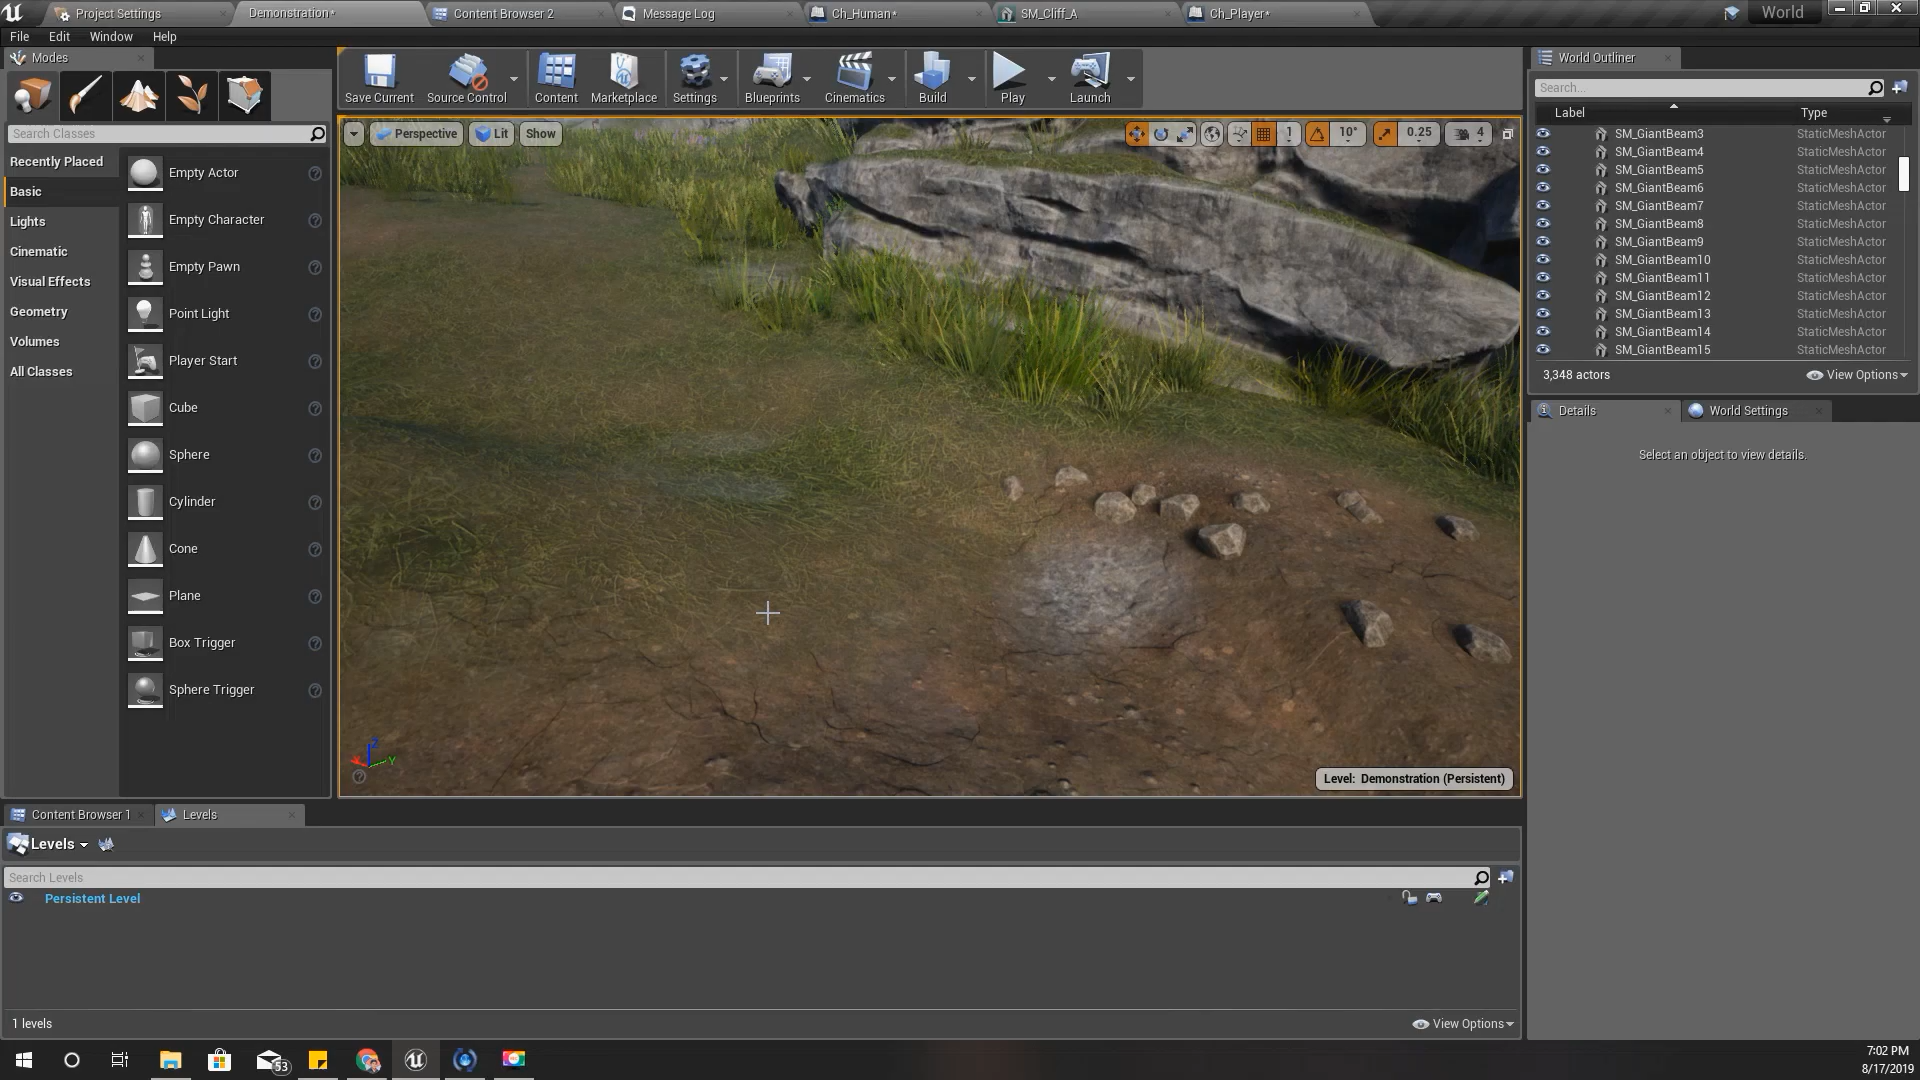 Project Settings
Demonstration*
Content Browser 2
Message Log
Ch_Human*
SM_Cliff_A
Ch_Player*
World
File
Edit
Window
Help
Modes
Save Current
Source Control
Content
Marketplace
Settings
Blueprints
Cinematics
Build
Play
Launch
Search Classes
Recently Placed
Basic
Lights
Cinematic
Visual Effects
Geometry
Volumes
All Classes
Empty Actor
Empty Character
Empty Pawn
Point Light
Player Start
Cube
Sphere
Cylinder
Cone
Plane
Box Trigger
Sphere Trigger
Perspective
Lit
Show
1
10°
0.25
4
Z
X
Y
Level: Demonstration (Persistent)
World Outliner
Search...
Label
Type
SM_GiantBeam3 StaticMeshActor
SM_GiantBeam4 StaticMeshActor
SM_GiantBeam5 StaticMeshActor
SM_GiantBeam6 StaticMeshActor
SM_GiantBeam7 StaticMeshActor
SM_GiantBeam8 StaticMeshActor
SM_GiantBeam9 StaticMeshActor
SM_GiantBeam10 StaticMeshActor
SM_GiantBeam11 StaticMeshActor
SM_GiantBeam12 StaticMeshActor
SM_GiantBeam13 StaticMeshActor
SM_GiantBeam14 StaticMeshActor
SM_GiantBeam15 StaticMeshActor
3,348 actors
View Options
Details
World Settings
Select an object to view details.
Content Browser 1
Levels
Levels
Search Levels
Persistent Level
1 levels
View Options
53
7:02 PM
8/17/2019